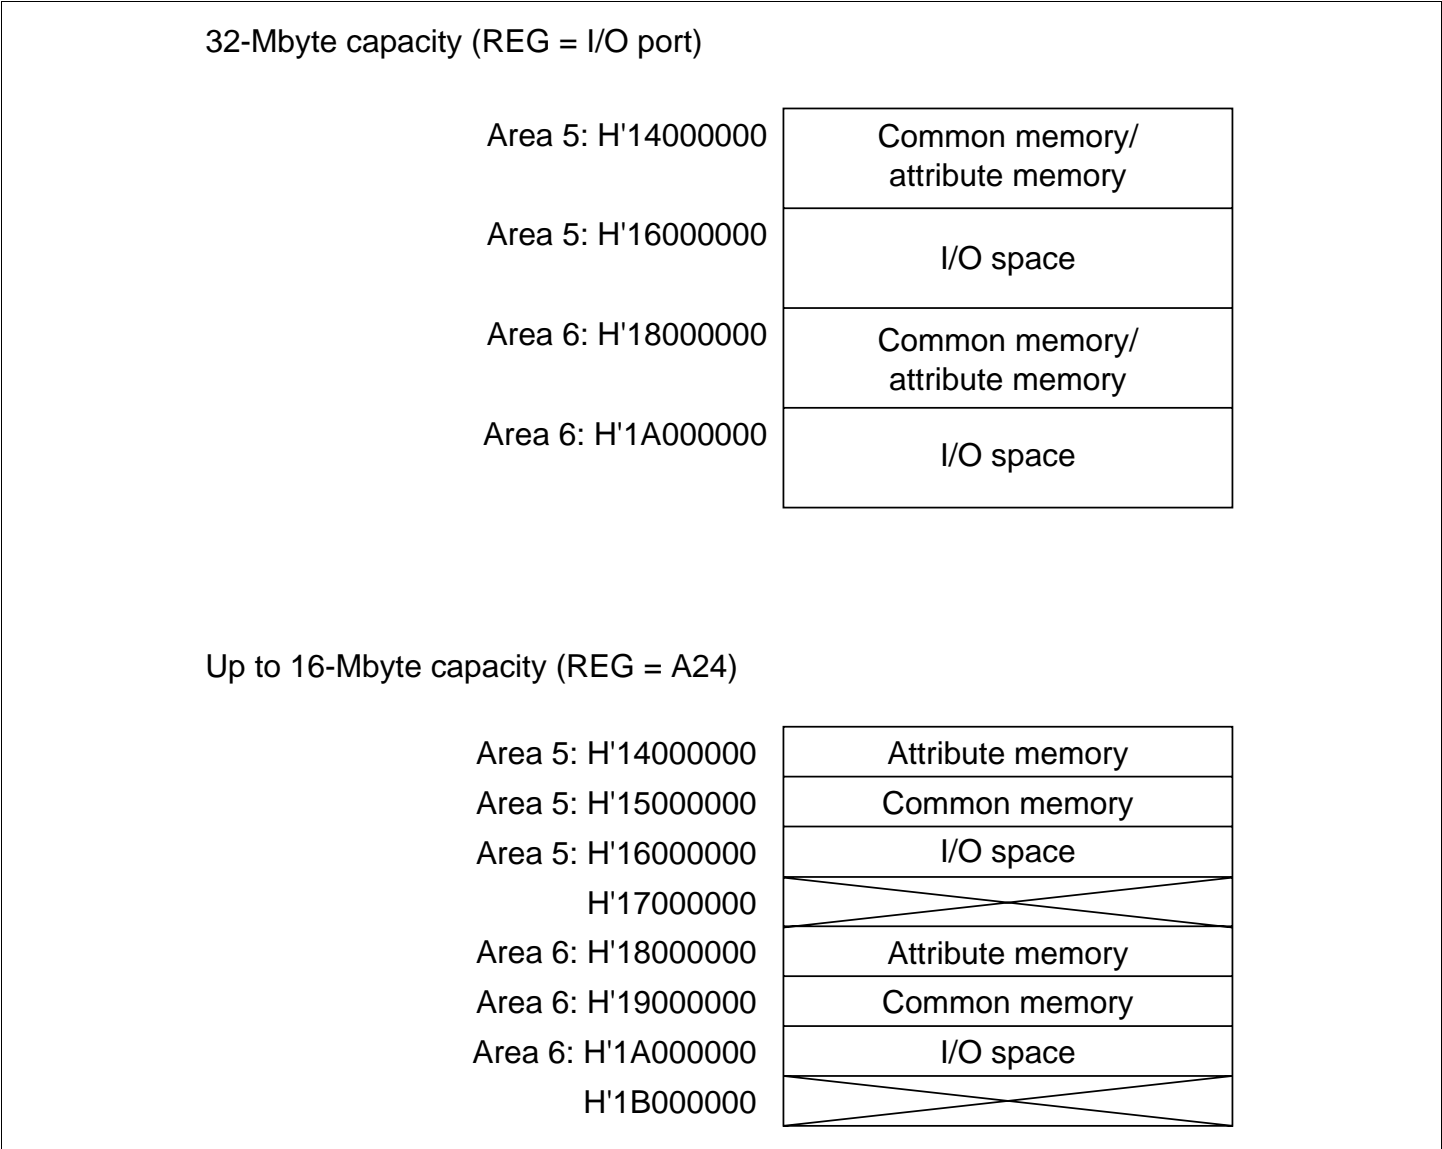 32-Mbyte capacity (REG = I/O port)
Area 5: H'14000000
Common memory/
attribute memory
Area 5: H'16000000
I/O space
Area 6: H'18000000
Common memory/
attribute memory
Area 6: H'1A000000
I/O space
Up to 16-Mbyte capacity (REG = A24)
Area 5: H'14000000 Attribute memory
Area 5: H'15000000 Common memory
Area 5: H'16000000 I/O space
H'17000000
Area 6: H'18000000 Attribute memory
Area 6: H'19000000 Common memory
Area 6: H'1A000000 I/O space
H'1B000000